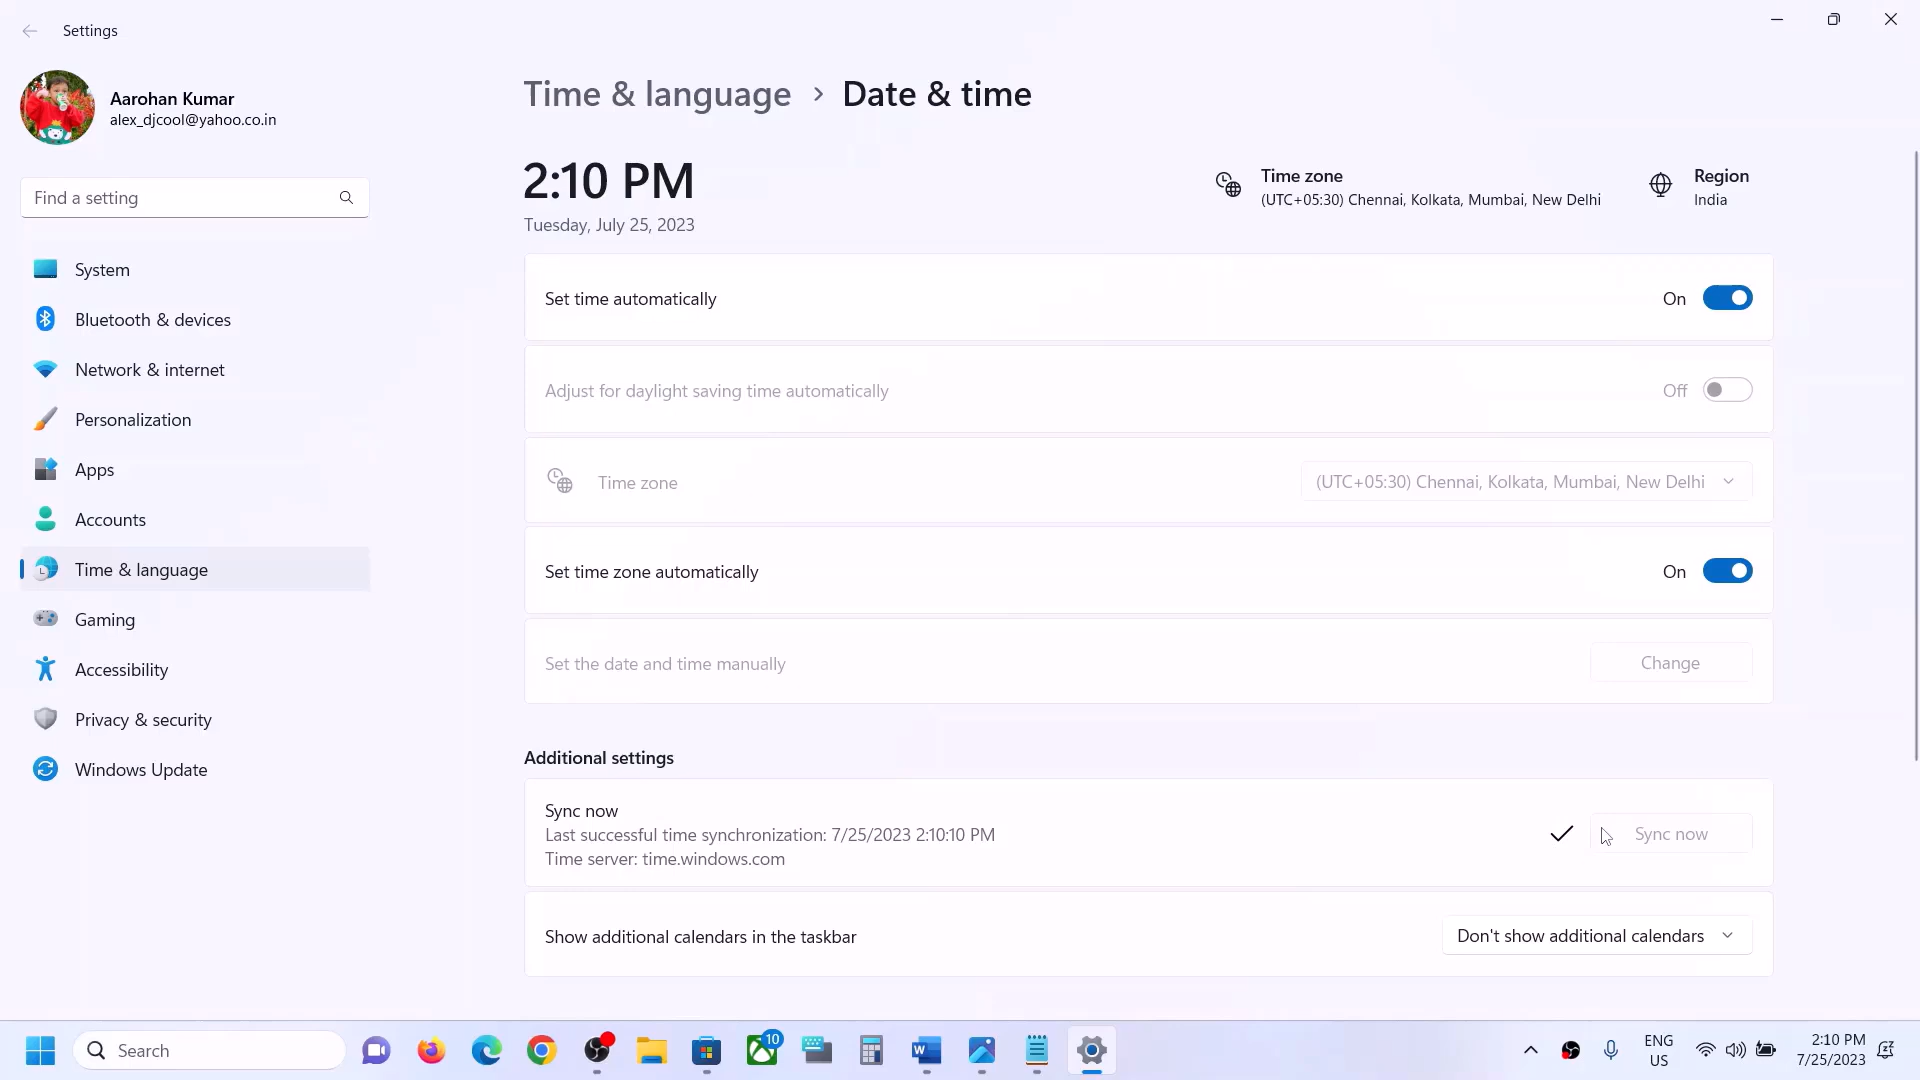 Settings
Aarohan Kumar
alex_djcool@yahoo.co.in
Find a setting
System
Bluetooth & devices
Network & internet
Personalization
Apps
Accounts
Time & language
Gaming
Accessibility
Privacy & security
Windows Update
Time & language > Date & time
2:10 PM
Tuesday, July 25, 2023
Time zone
(UTC+05:30) Chennai, Kolkata, Mumbai, New Delhi
Region
India
Set time automatically On
Adjust for daylight saving time automatically Off
Time zone (UTC+05:30) Chennai, Kolkata, Mumbai, New Delhi
Set time zone automatically On
Set the date and time manually Change
Additional settings
Sync now
Last successful time synchronization: 7/25/2023 2:10:10 PM
Time server: time.windows.com
Sync now
Show additional calendars in the taskbar Don't show additional calendars
Search
10
ENG
US
2:10 PM
7/25/2023